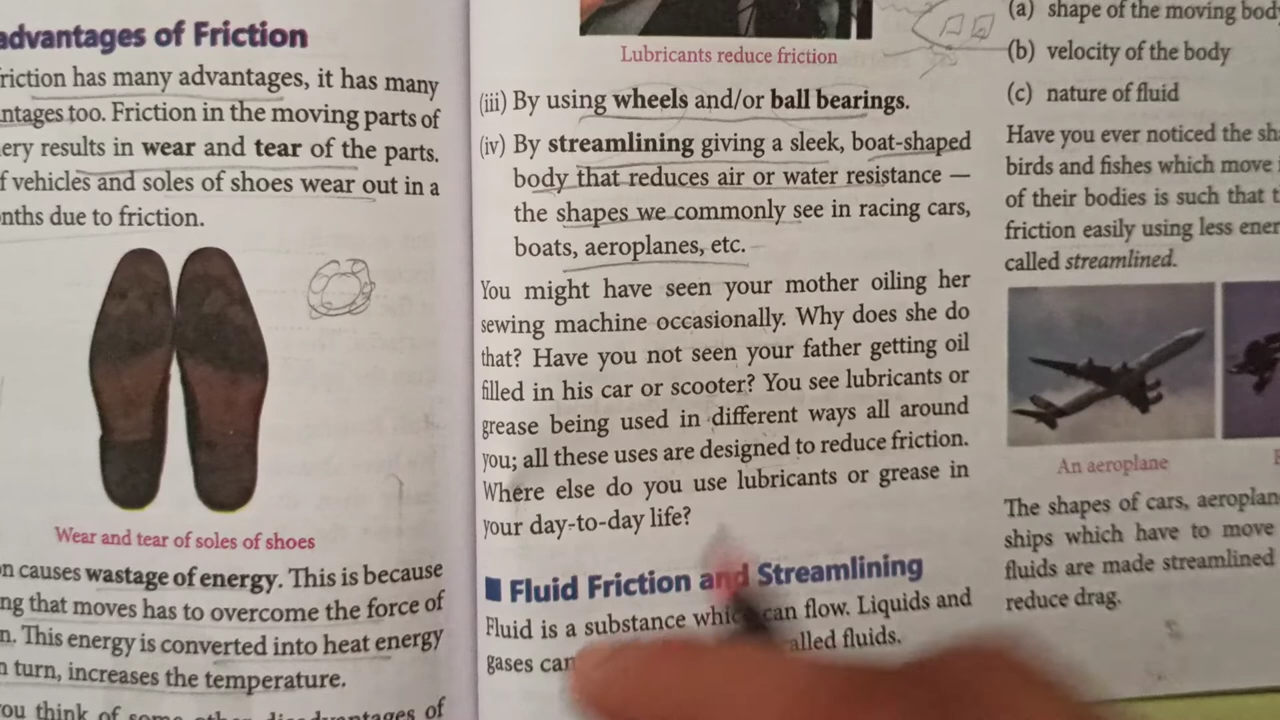 advantages of Friction
riction has many advantages, it has many
ntages too. Friction in the moving parts of
ery results in wear and tear of the parts.
f vehicles and soles of shoes wear out in a
nths due to friction.
Wear and tear of soles of shoes
n causes wastage of energy. This is because
ng that moves has to overcome the force of
n. This energy is converted into heat energy
n turn, increases the temperature.
ou think of some other disadvantages of
Lubricants reduce friction
(iii) By using wheels and/or ball bearings.
(iv) By streamlining giving a sleek, boat-shaped
body that reduces air or water resistance —
the shapes we commonly see in racing cars,
boats, aeroplanes, etc.
You might have seen your mother oiling her
sewing machine occasionally. Why does she do
that? Have you not seen your father getting oil
filled in his car or scooter? You see lubricants or
grease being used in different ways all around
you; all these uses are designed to reduce friction.
Where else do you use lubricants or grease in
your day-to-day life?
Fluid Friction and Streamlining
Fluid is a substance which can flow. Liquids and
gases can alled fluids.
(a) shape of the moving body
(b) velocity of the body
(c) nature of fluid
Have you ever noticed the sh
birds and fishes which move
of their bodies is such that t
friction easily using less ener
called streamlined.
An aeroplane
The shapes of cars, aeroplan
ships which have to move
fluids are made streamlined
reduce drag.